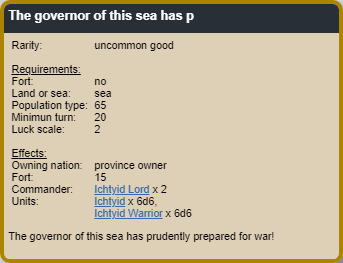 The governor of this sea has p
Rarity: uncommon good
Requirements:
Fort: no
Land or sea: sea
Population type: 65
Minimun turn: 20
Luck scale: 2
Effects:
Owning nation: province owner
Fort: 15
Commander: Ichtyid Lord x 2
Units: Ichtyid x 6d6,
Ichtyid Warrior x 6d6
The governor of this sea has prudently prepared for war!